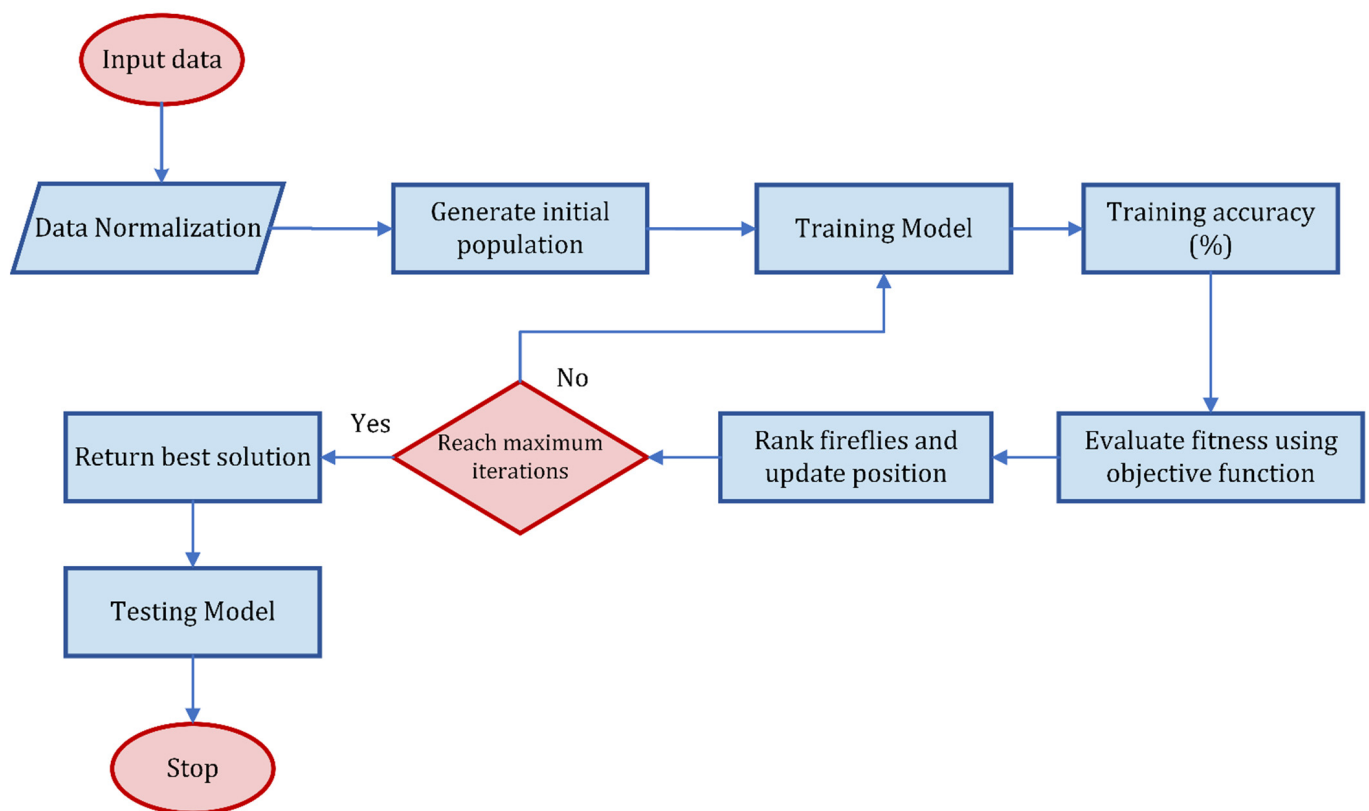 Input data
Data Normalization
Generate initial
population
Training Model
Training accuracy
(%)
No
Yes
Return best solution
Reach maximum
iterations
Rank fireflies and
update position
Evaluate fitness using
objective function
Testing Model
Stop